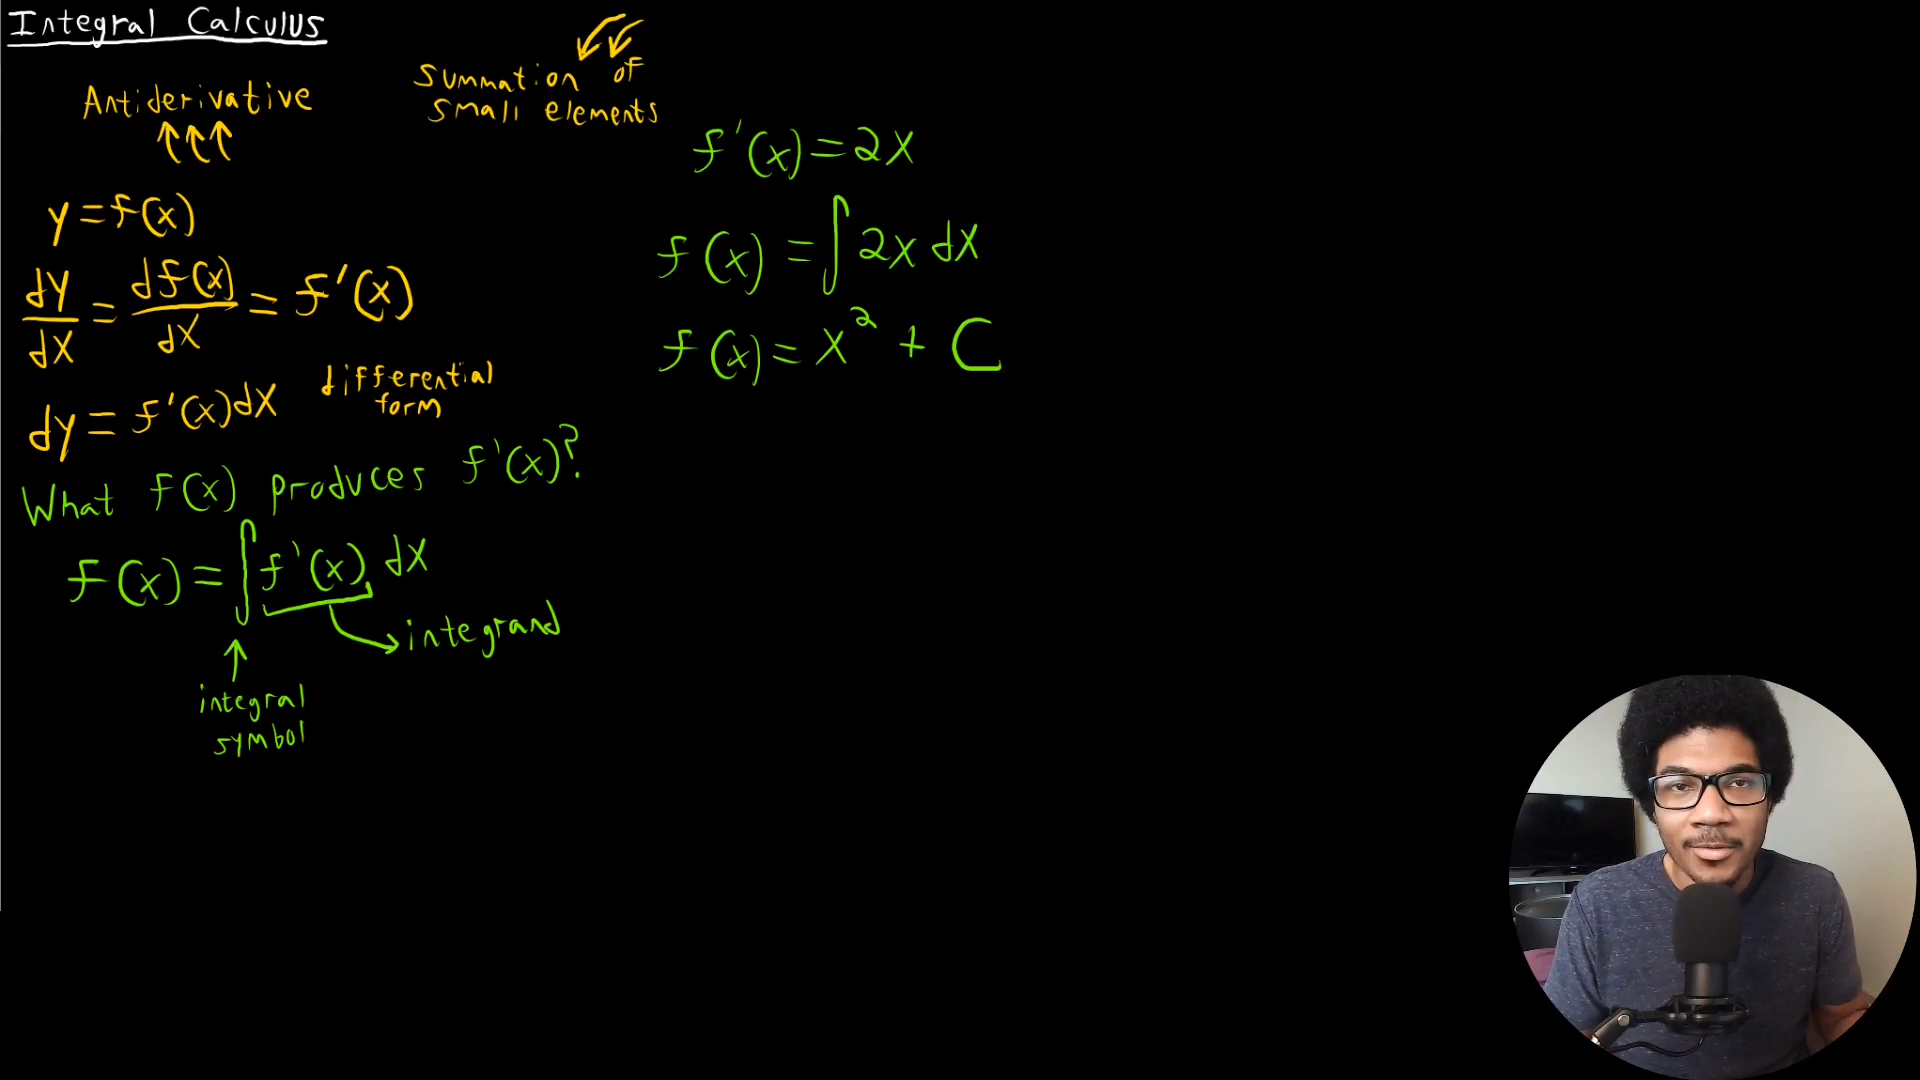 Integral Calculus
Antiderivative
Summation of
small elements
y = f(x)
dy/dx = df(x)/dx = f'(x)
dy = f'(x)dx differential
form
What f(x) produces f'(x)?
f(x) = ∫ f'(x) dx
integrand
integral
symbol
f'(x) = 2x
f(x) = ∫ 2x dx
f(x) = x² + C